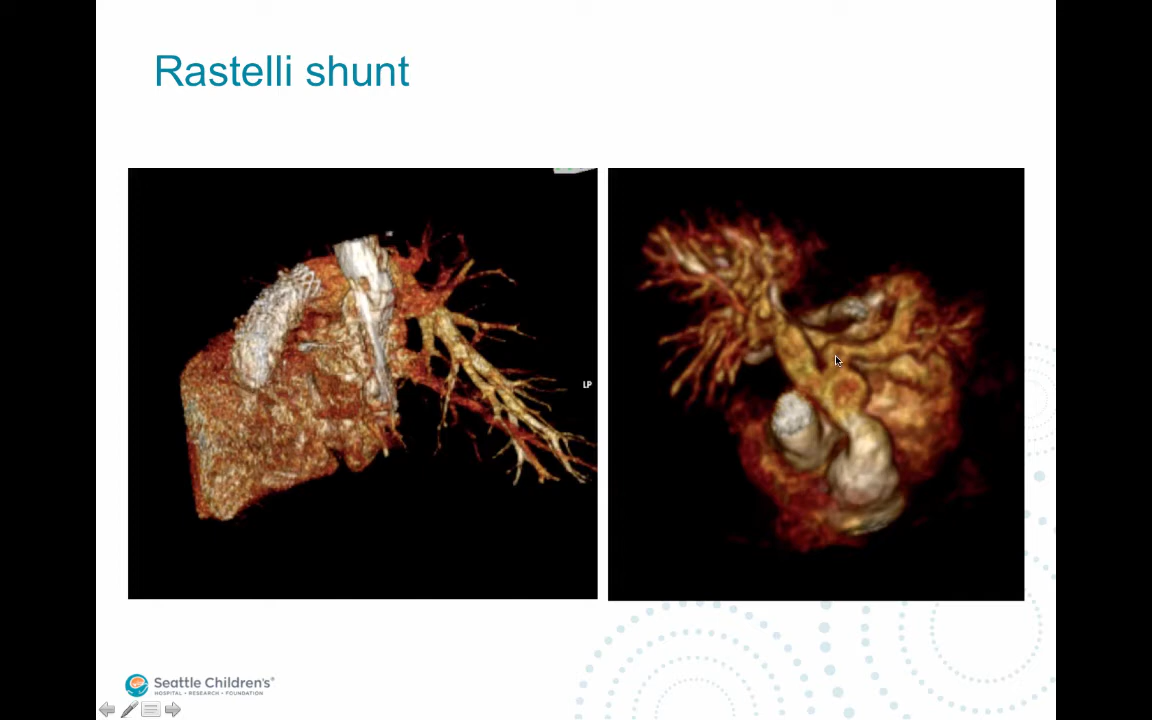 Rastelli shunt
LP
Seattle Children's®
HOSPITAL • RESEARCH • FOUNDATION